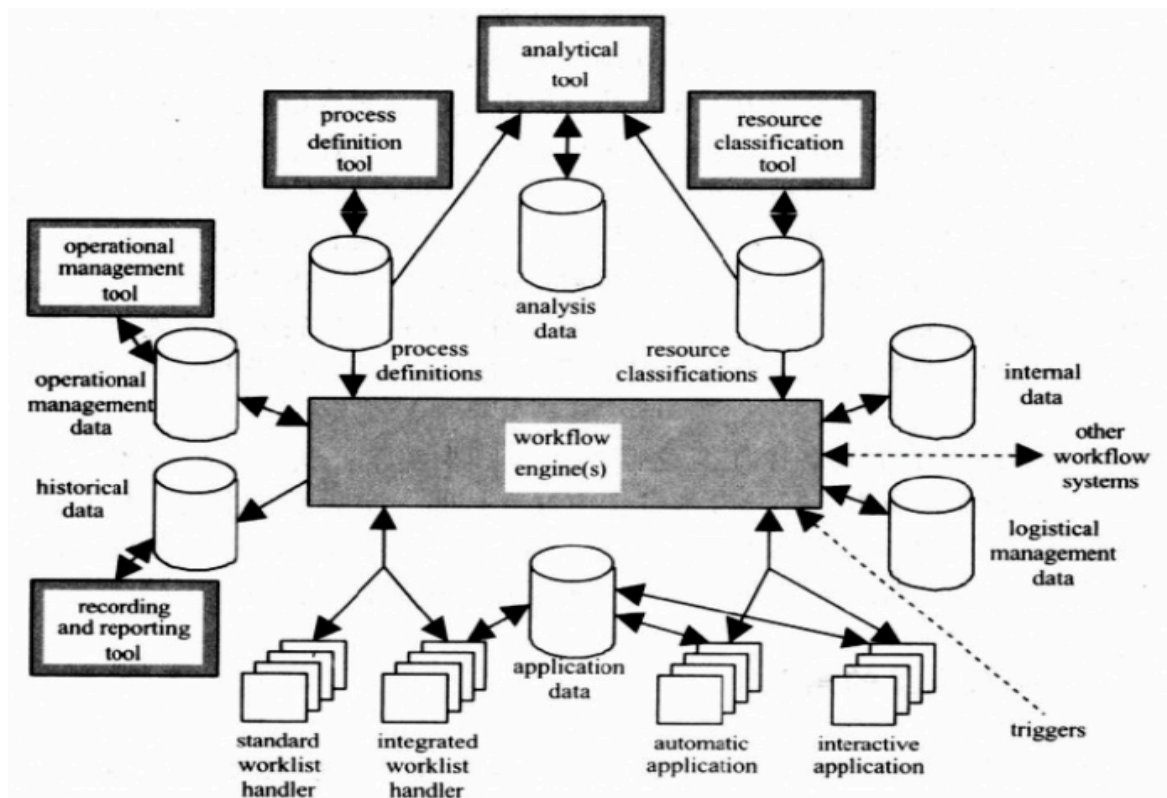 analytical
tool
process
definition
tool
resource
classification
tool
operational
management
tool
analysis
data
process
definitions
resource
classifications
operational
management
data
internal
data
workflow
engine(s)
other
workflow
systems
historical
data
logistical
management
data
recording
and reporting
tool
application
data
standard
worklist
handler
integrated
worklist
handler
automatic
application
interactive
application
triggers